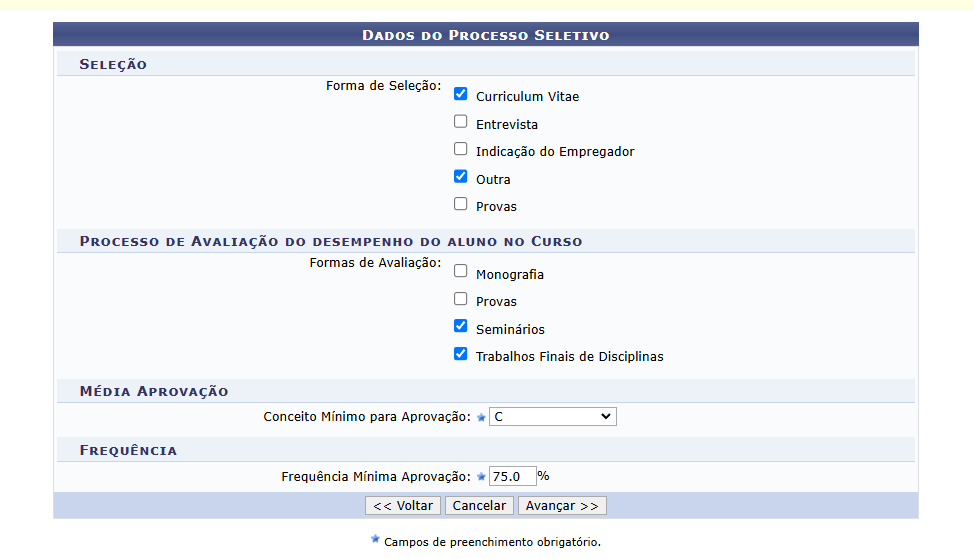 Dados do Processo Seletivo
Seleção
Forma de Seleção:
Curriculum Vitae
Entrevista
Indicação do Empregador
Outra
Provas
Processo de Avaliação do desempenho do aluno no Curso
Formas de Avaliação:
Monografia
Provas
Seminários
Trabalhos Finais de Disciplinas
Média Aprovação
Conceito Mínimo para Aprovação: C
Frequência
Frequência Mínima Aprovação: 75.0 %
<< Voltar Cancelar Avançar >>
Campos de preenchimento obrigatório.